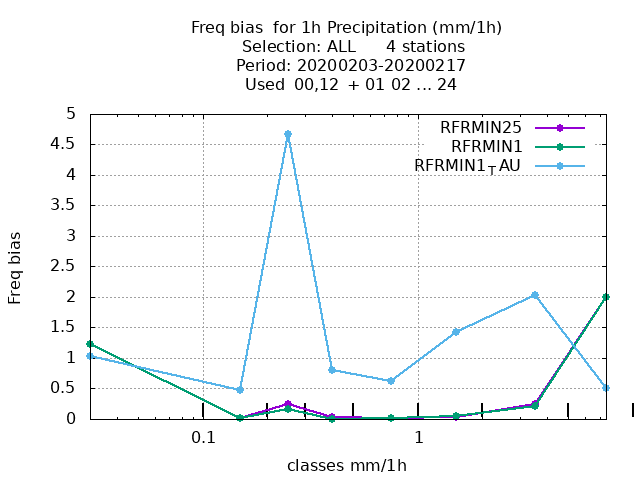 Freq bias  for 1h Precipitation (mm/1h)
Selection: ALL      4 stations
Period: 20200203-20200217
Used  00,12  + 01 02 ... 24
RFRMIN25
RFRMIN1
RFRMIN1TAU
5
4.5
4
3.5
3
2.5
2
1.5
1
0.5
0
Freq bias
0.1
1
classes mm/1h